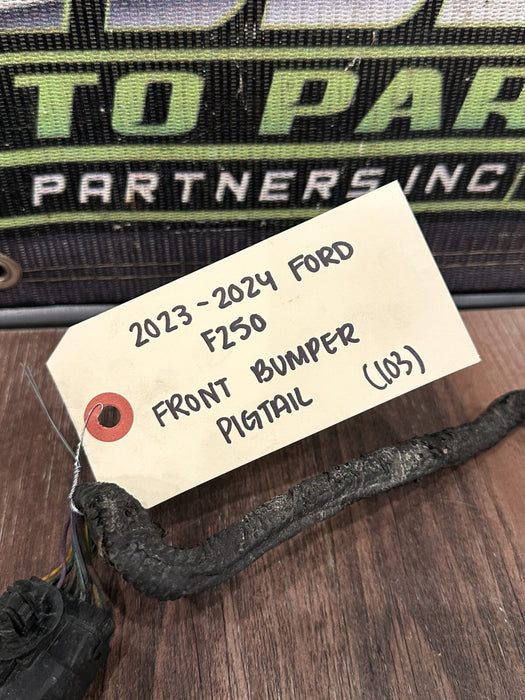 TO PAR
PARTNERS INC
2023-2024 FORD
F250
FRONT BUMPER
PIGTAIL (103)